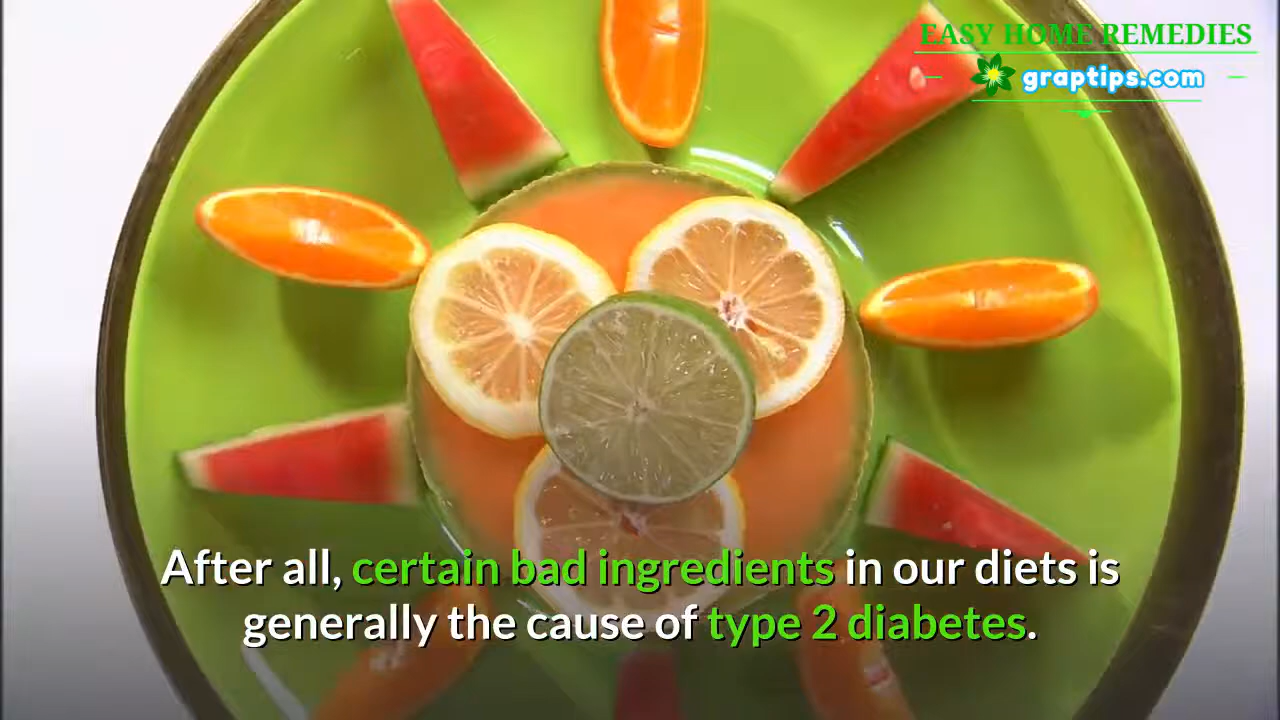 EASY HOME REMEDIES
graptips.com
After all, certain bad ingredients in our diets is
generally the cause of type 2 diabetes.